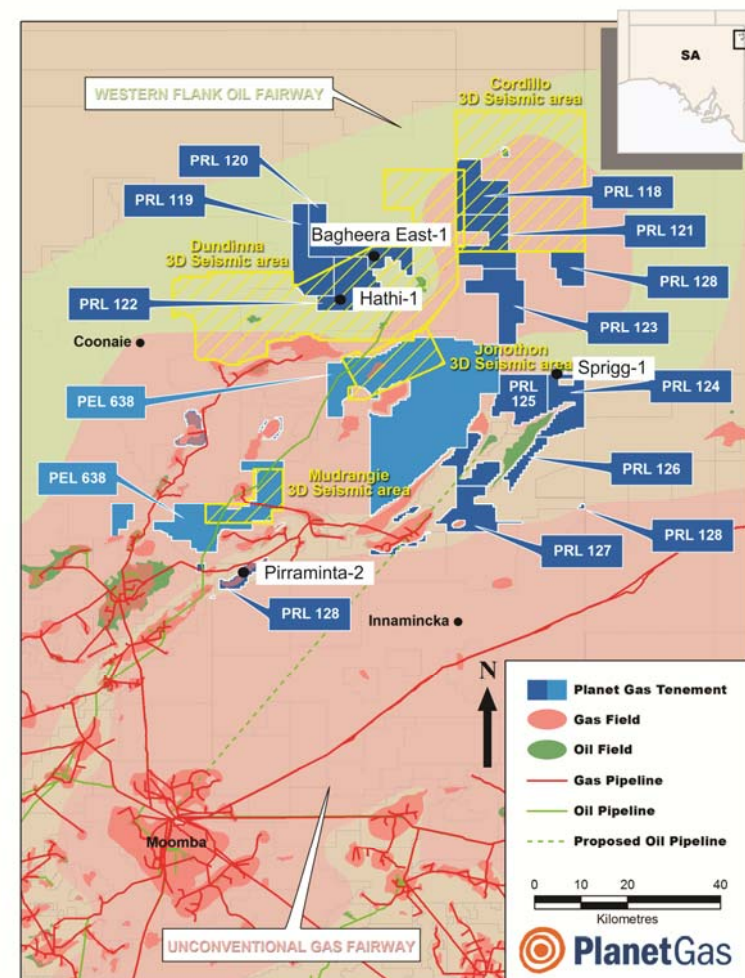 SA
WESTERN FLANK OIL FAIRWAY
Cordillo
3D Seismic area
PRL 120
PRL 119
PRL 118
Bagheera East-1
PRL 121
Dundinna
3D Seismic area
PRL 128
PRL 122
Hathi-1
PRL 123
Coonaie
Jonothon
3D Seismic area
Sprigg-1
PEL 638
PRL
125
PRL 124
PRL 126
PEL 638
Mudrangie
3D Seismic area
PRL 128
PRL 127
Pirraminta-2
PRL 128
Innamincka
N
Planet Gas Tenement
Gas Field
Oil Field
Gas Pipeline
Oil Pipeline
Proposed Oil Pipeline
Moomba
0 10 20 40
Kilometres
UNCONVENTIONAL GAS FAIRWAY
PlanetGas